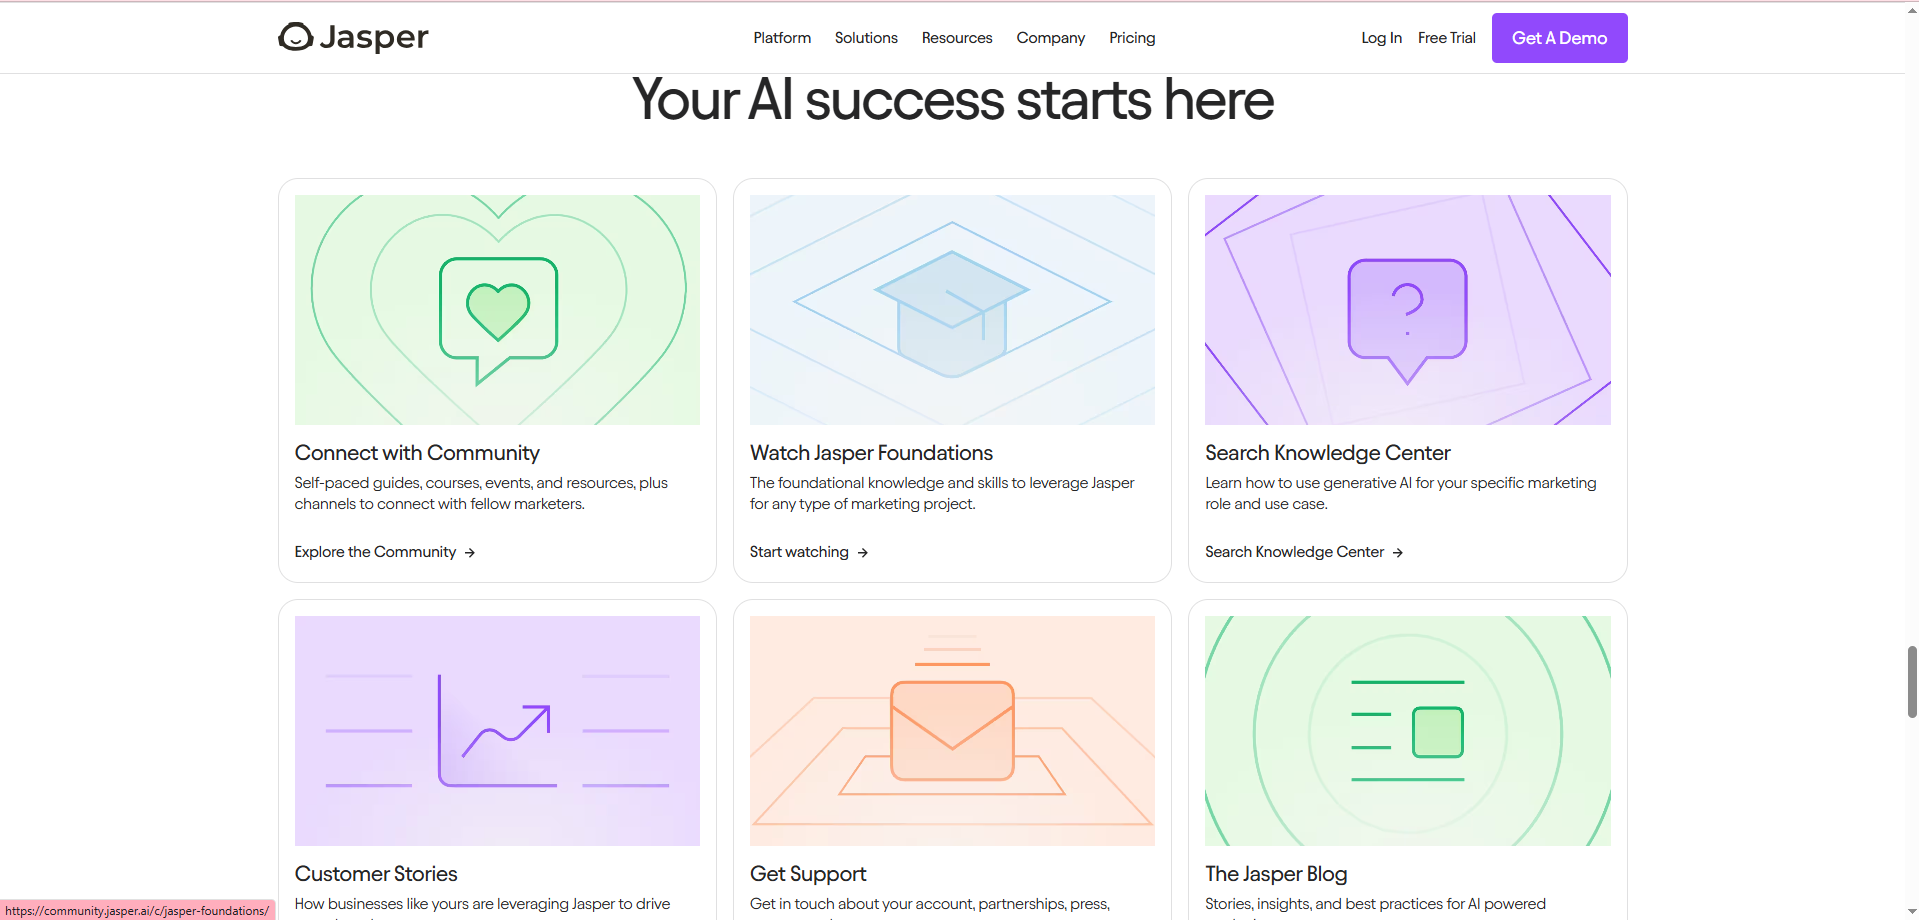 Jasper
Platform
Solutions
Resources
Company
Pricing
Log In
Free Trial
Get A Demo
Your AI success starts here
Connect with Community
Self-paced guides, courses, events, and resources, plus
channels to connect with fellow marketers.
Explore the Community →
Watch Jasper Foundations
The foundational knowledge and skills to leverage Jasper
for any type of marketing project.
Start watching →
Search Knowledge Center
Learn how to use generative AI for your specific marketing
role and use case.
Search Knowledge Center →
Customer Stories
How businesses like yours are leveraging Jasper to drive
Get Support
Get in touch about your account, partnerships, press,
The Jasper Blog
Stories, insights, and best practices for AI powered
https://community.jasper.ai/c/jasper-foundations/